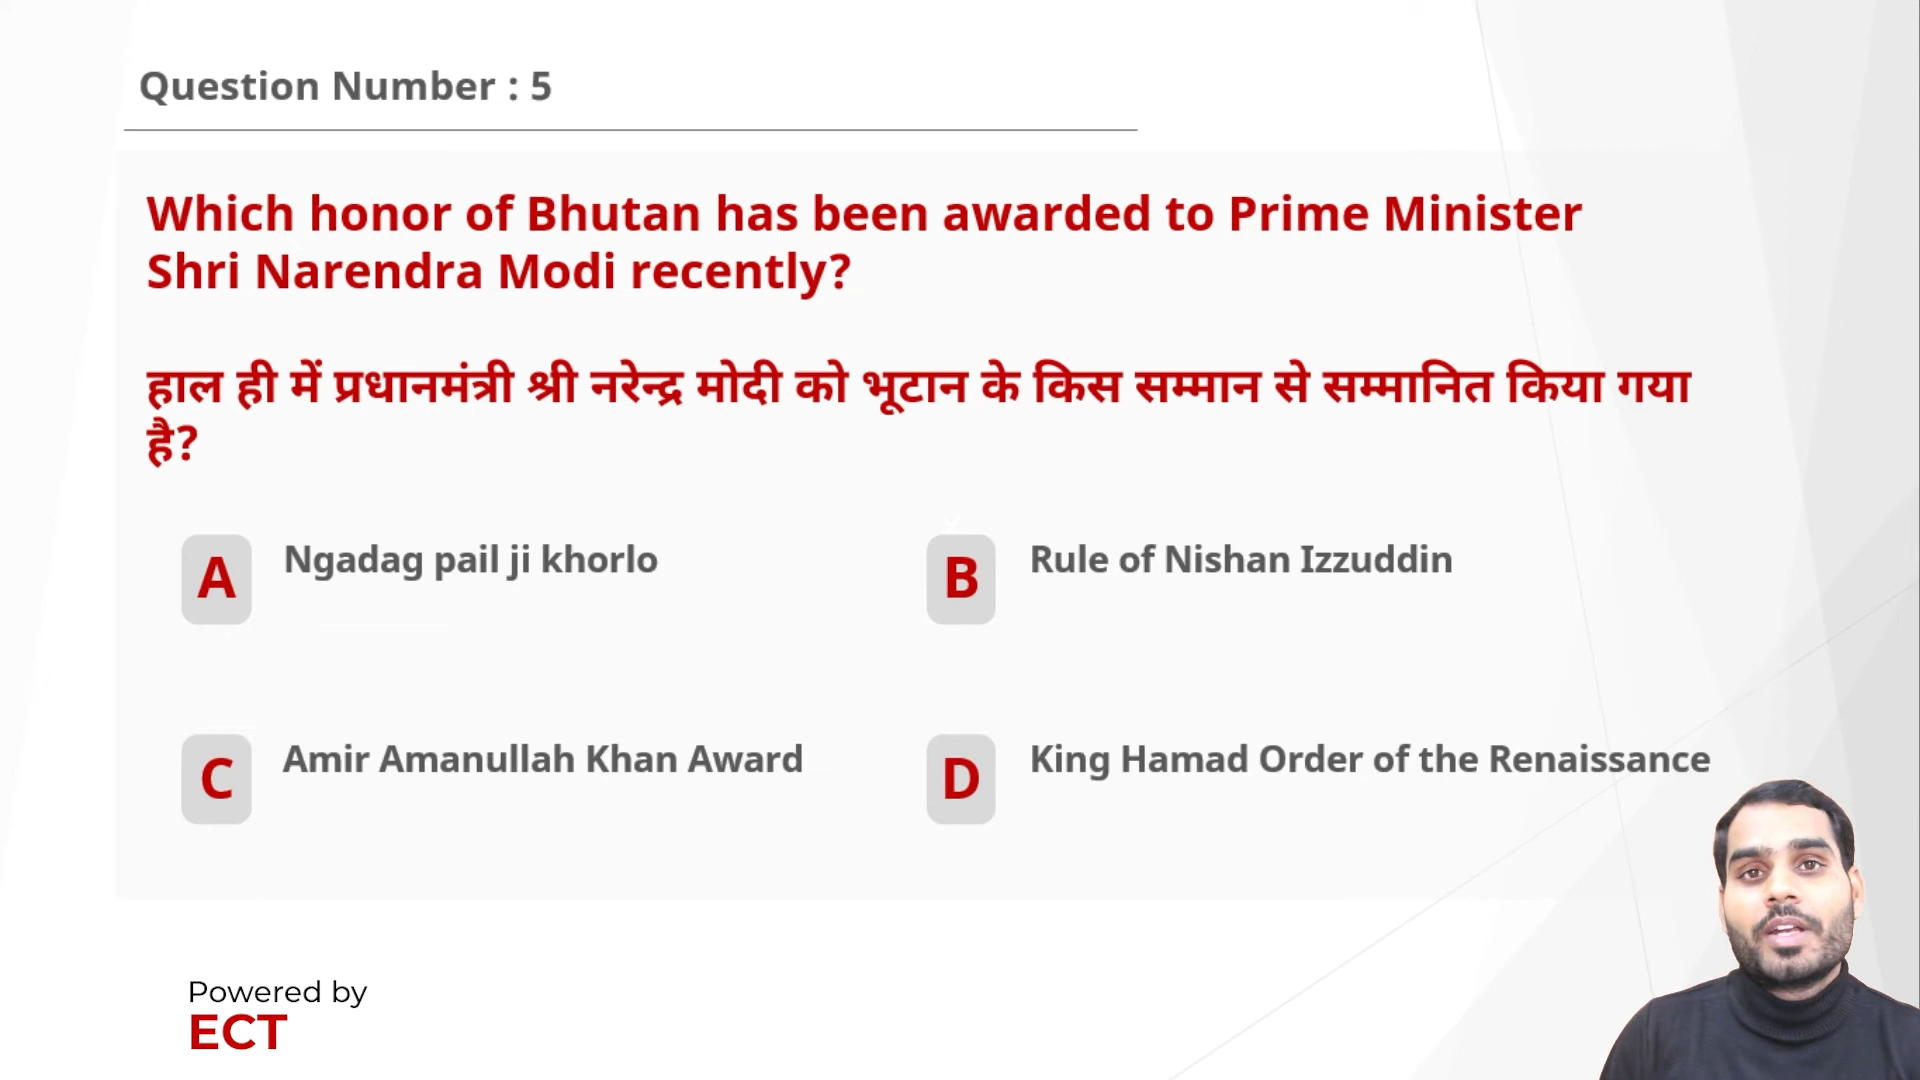 Question Number : 5
Which honor of Bhutan has been awarded to Prime Minister
Shri Narendra Modi recently?
हाल ही में प्रधानमंत्री श्री नरेन्द्र मोदी को भूटान के किस सम्मान से सम्मानित किया गया
है?
A Ngadag pail ji khorlo
B Rule of Nishan Izzuddin
C Amir Amanullah Khan Award
D King Hamad Order of the Renaissance
Powered by
ECT